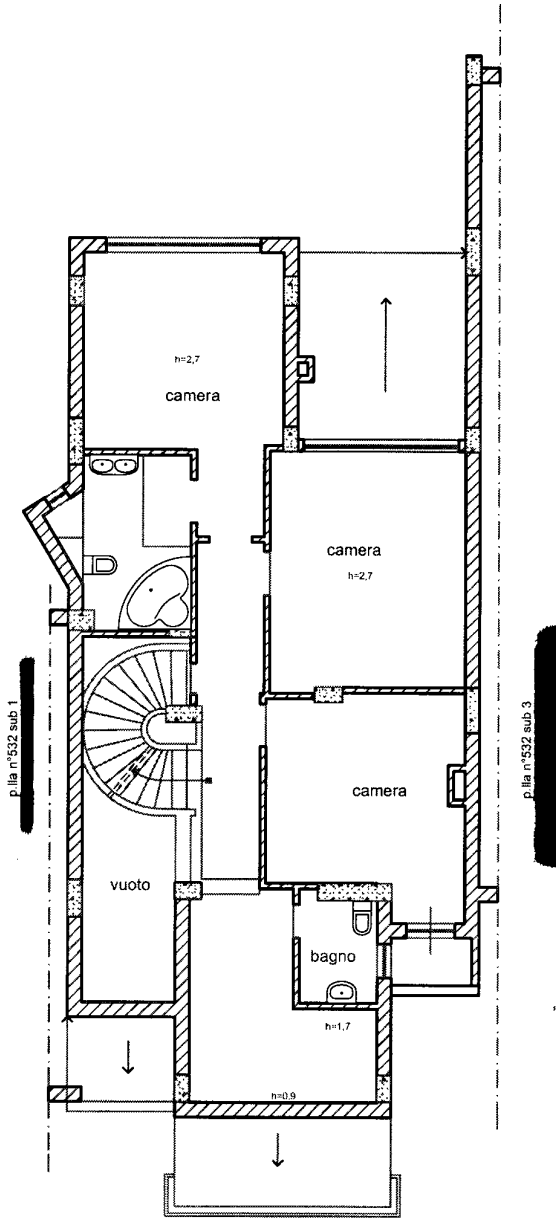 h=2,7
camera
camera
h=2,7
p.lla n°532 sub 1
p.lla n°532 sub 3
camera
vuoto
bagno
h=1,7
h=0,9